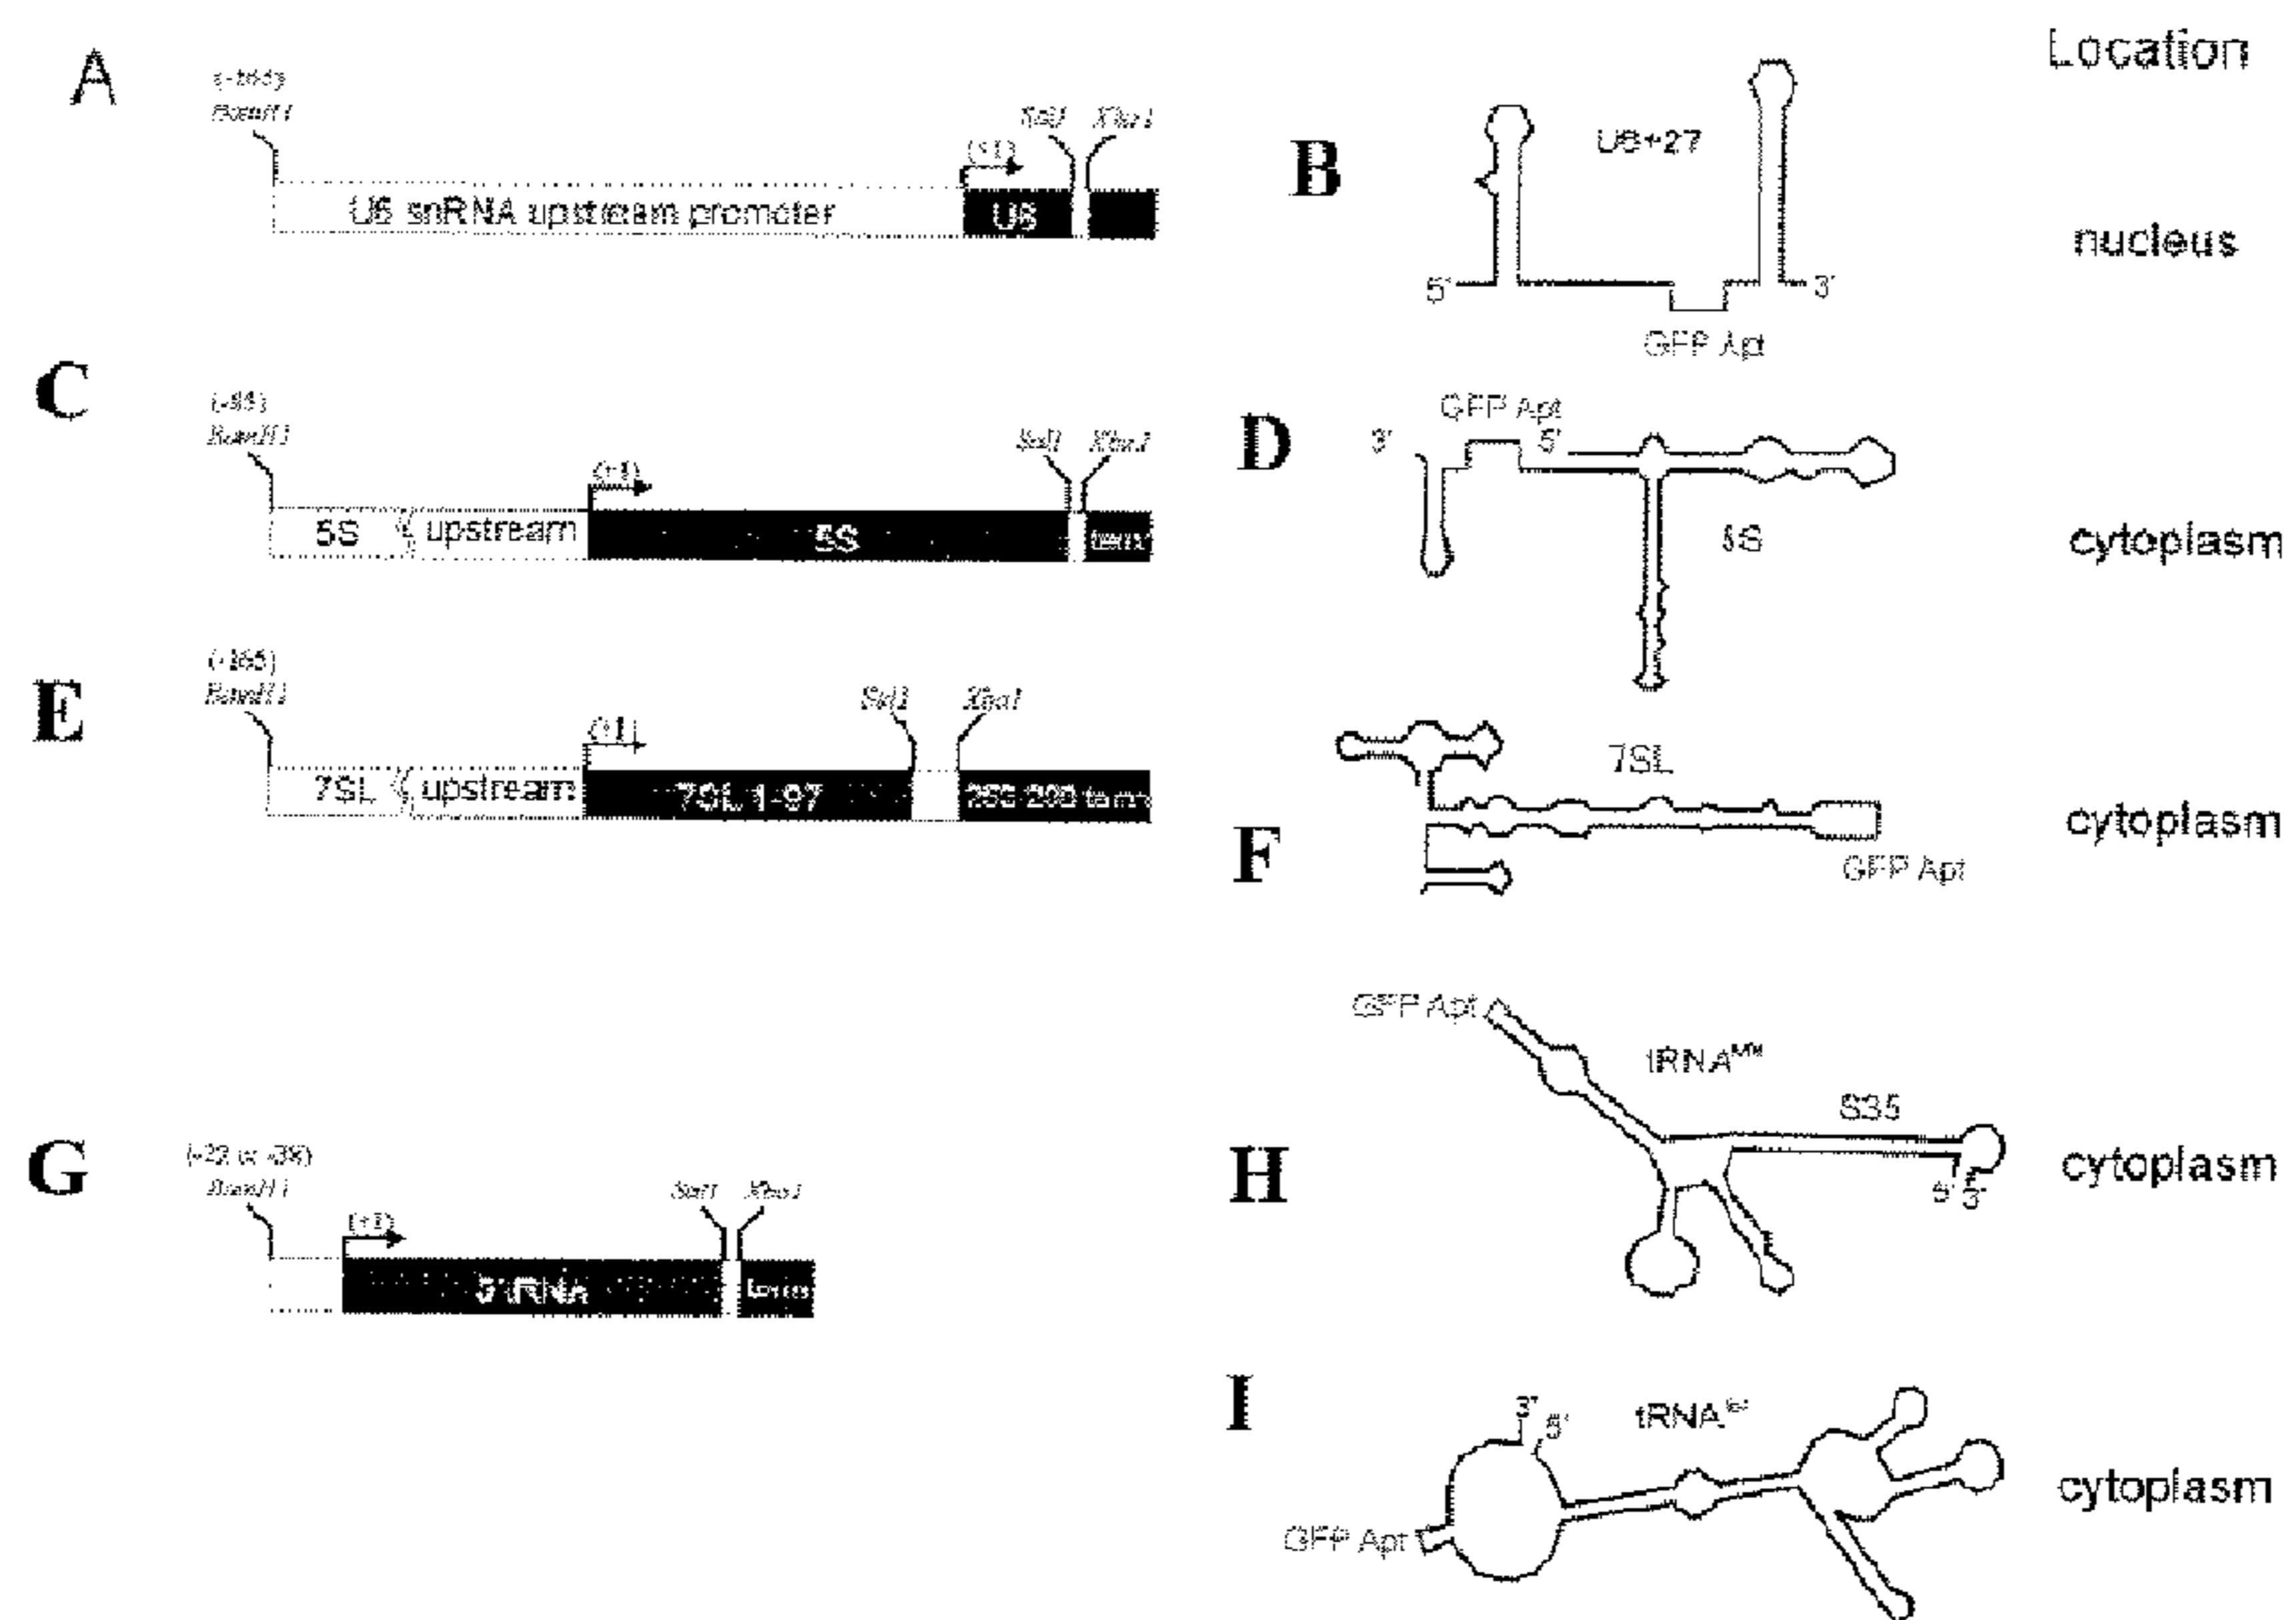 Location
A
BamHI
SalI XbaI
(+1)
U6 snRNA upstream promoter U6
B
U6+27
nucleus
5' 3'
GFP Apt
C
BamHI
SalI XbaI
(+1)
5S upstream 5S term
D
GFP Apt
3' 5'
5S
cytoplasm
E
(-165)
BamHI
SalI XbaI
(+1)
7SL upstream 7SL 1-97 term
7SL
F
cytoplasm
GFP Apt
G
BamHI
SalI XbaI
(+1)
tRNA term
GFP Apt
tRNA
S35
H
cytoplasm
5' 3'
I
3' 5'
tRNA
GFP Apt
cytoplasm